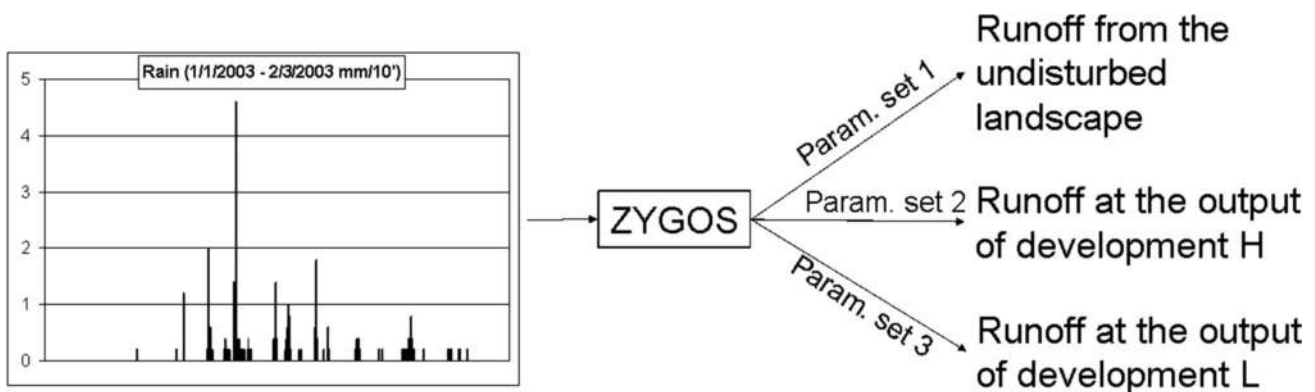 Rain (1/1/2003 - 2/3/2003 mm/10')
5
4
3
2
1
0
ZYGOS
Param. set 1
Runoff from the
undisturbed
landscape
Param. set 2
Runoff at the output
of development H
Param. set 3
Runoff at the output
of development L